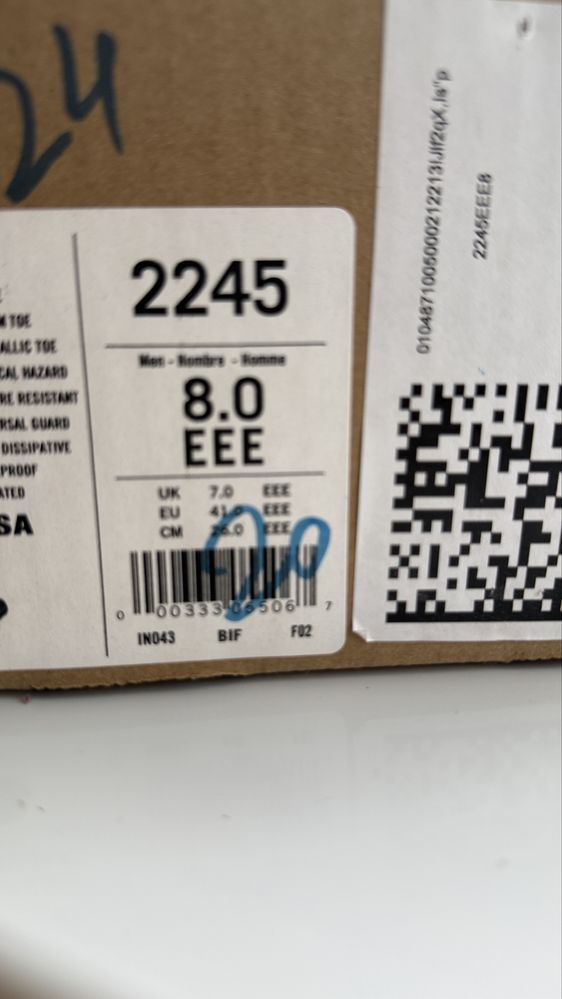 24
TOE
ALLIC TOE
CAL HAZARD
RE RESISTANT
RSAL GUARD
DISSIPATIVE
PROOF
ATED
SA
2245
Men - Hombre - Homme
8.0
EEE
UK 7.0 EEE
EU 41.0 EEE
CM 26.0 EEE
20
0 00333 06506 7
IN043 BIF F02
2245EEE8